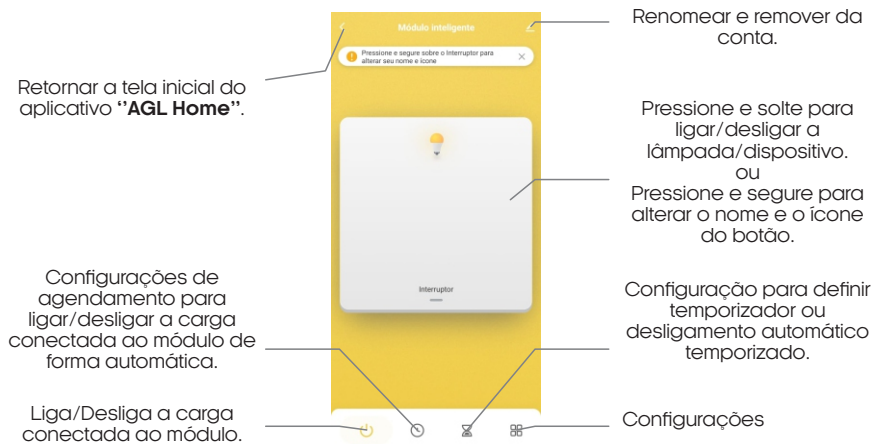 Módulo Inteligente
Pressione e segure sobre o Interruptor para
alterar seu nome e ícone
Interruptor
Retornar a tela inicial do
aplicativo ‘‘AGL Home’’.
Configurações de
agendamento para
ligar/desligar a carga
conectada ao módulo de
forma automática.
Liga/Desliga a carga
conectada ao módulo.
Renomear e remover da
conta.
Pressione e solte para
ligar/desligar a
lâmpada/dispositivo.
ou
Pressione e segure para
alterar o nome e o ícone
do botão.
Configuração para definir
temporizador ou
desligamento automático
temporizado.
Configurações